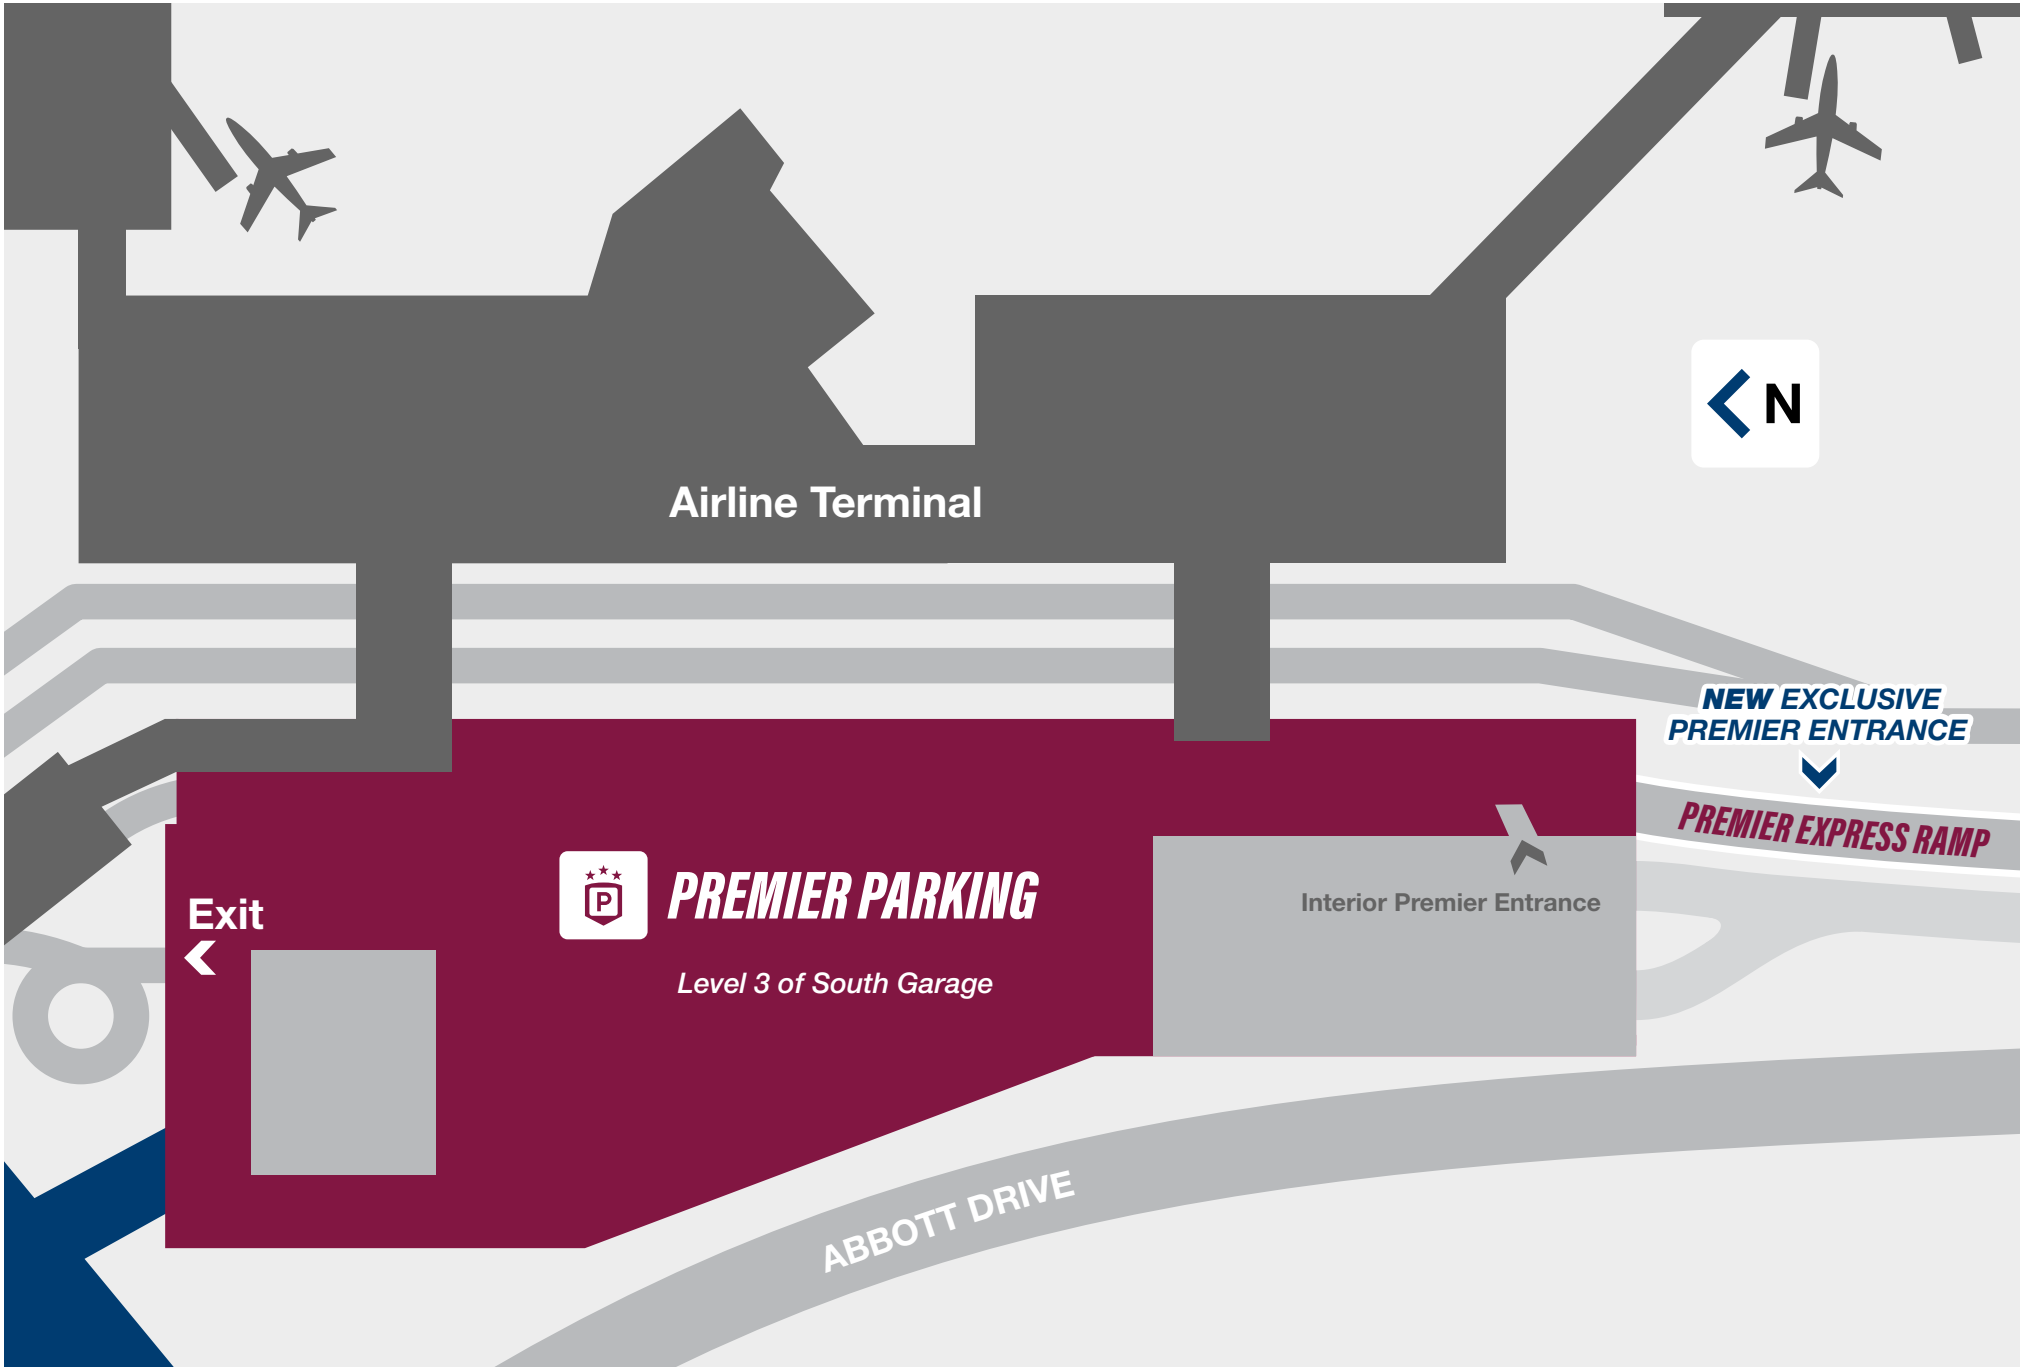 Airline Terminal
N
NEW EXCLUSIVE
PREMIER ENTRANCE
PREMIER EXPRESS RAMP
P
PREMIER PARKING
Level 3 of South Garage
Exit
Interior Premier Entrance
ABBOTT DRIVE